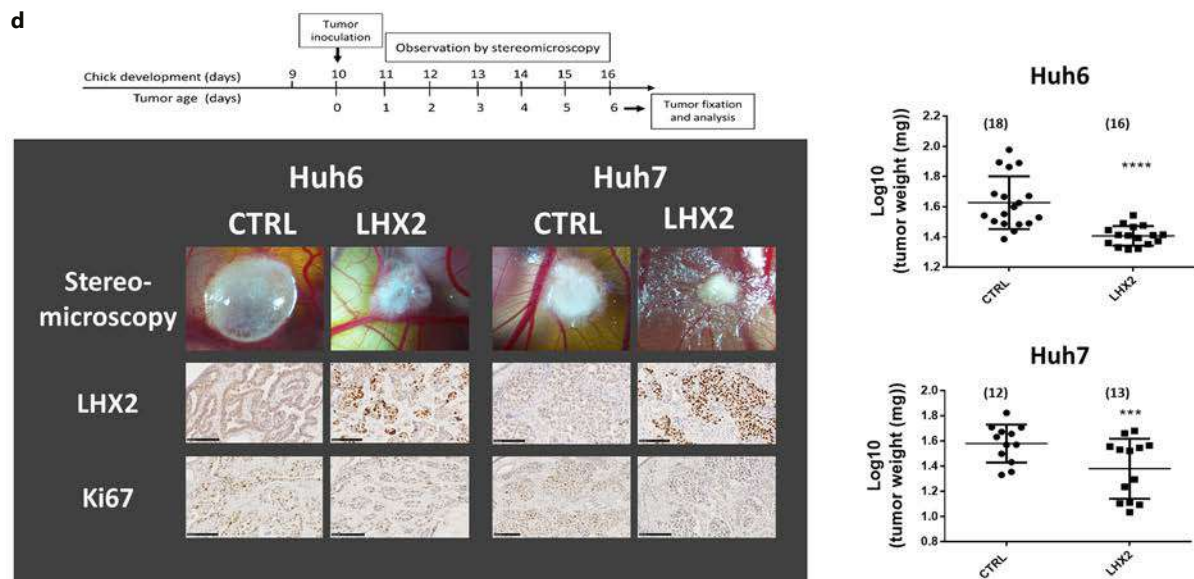 d
Tumor
inoculation
Observation by stereomicroscopy
Chick development (days) 9 10 11 12 13 14 15 16
Tumor age (days) 0 1 2 3 4 5 6
Tumor fixation
and analysis
Huh6 Huh7
CTRL LHX2 CTRL LHX2
Stereo-
microscopy
LHX2
Ki67
Huh6
Log10
(tumor weight (mg))
2.2
2.0
1.8
1.6
1.4
1.2
(18) (16)
****
CTRL LHX2
Huh7
Log10
(tumor weight (mg))
2.0
1.8
1.6
1.4
1.2
1.0
0.8
(12) (13)
***
CTRL LHX2